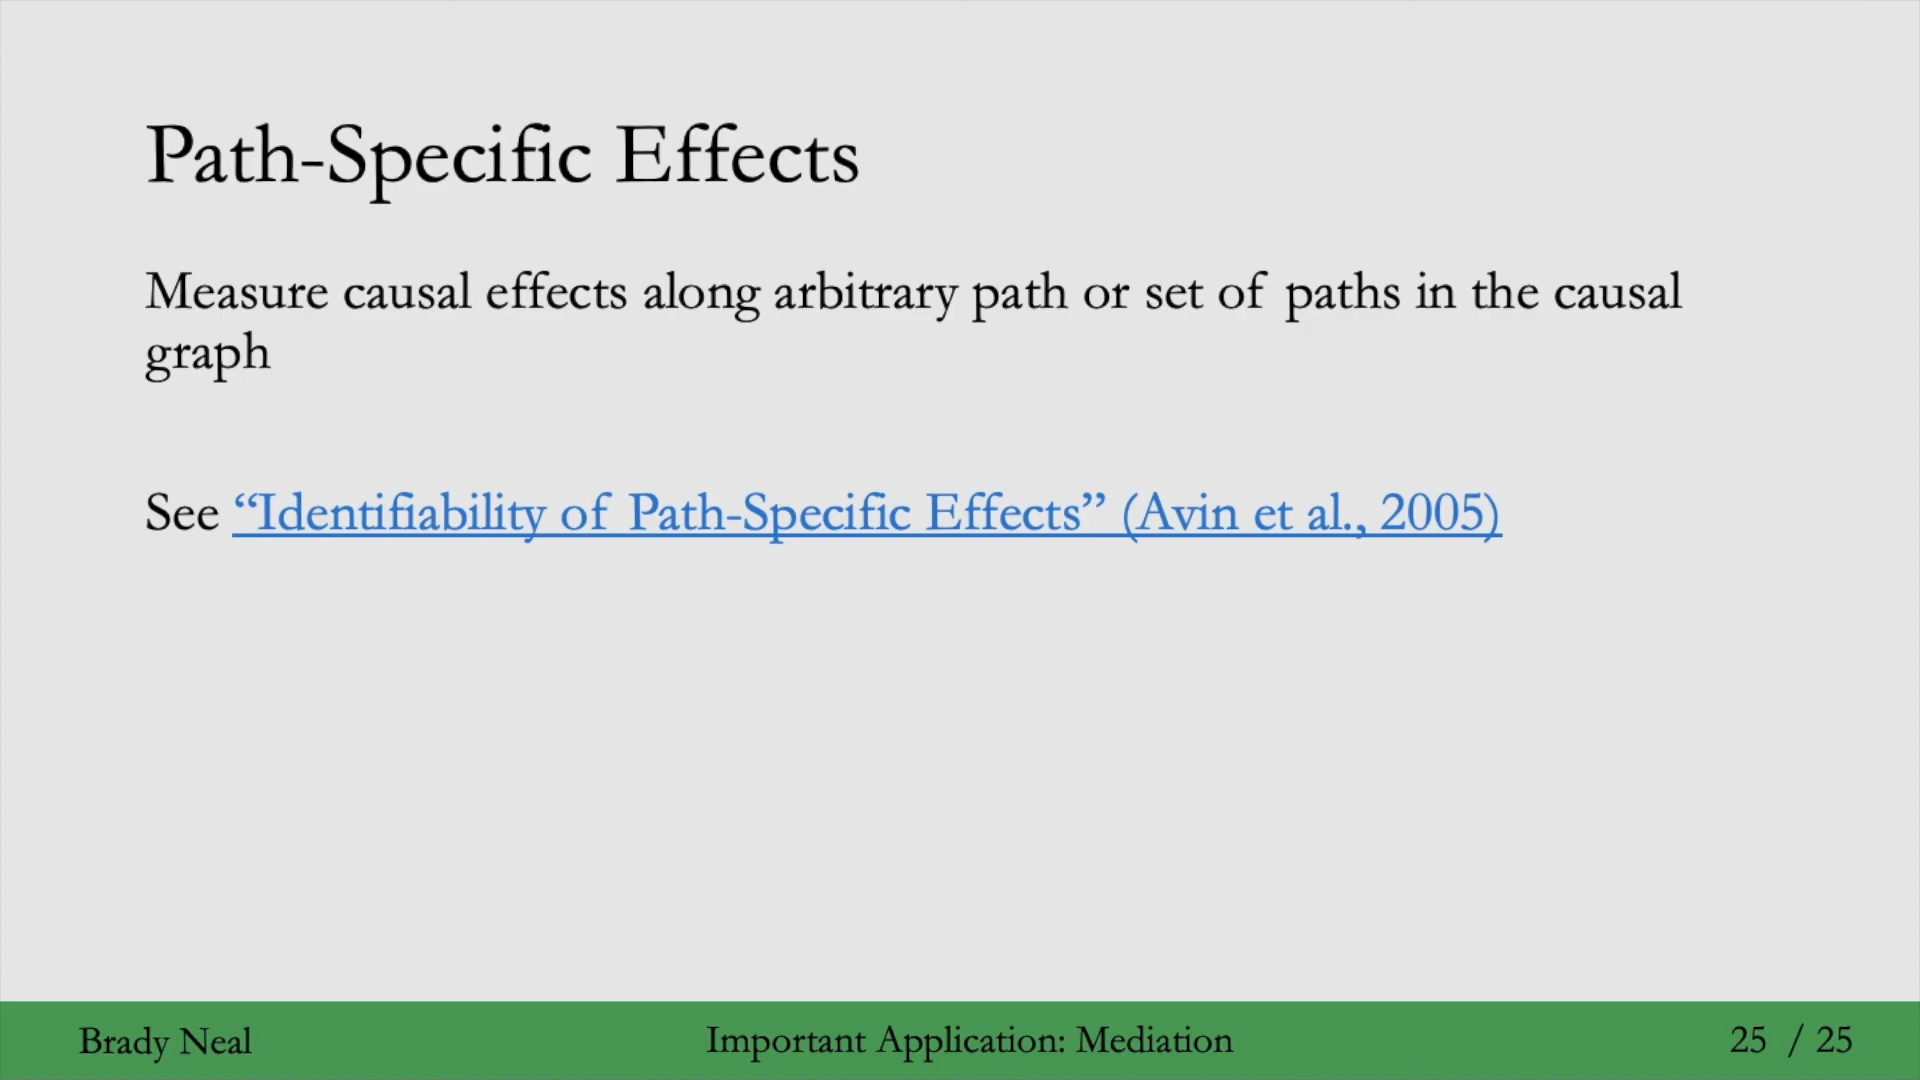 Path-Specific Effects
Measure causal effects along arbitrary path or set of paths in the causal
graph
See “Identifiability of Path-Specific Effects” (Avin et al., 2005)
Brady Neal
Important Application: Mediation
25 / 25